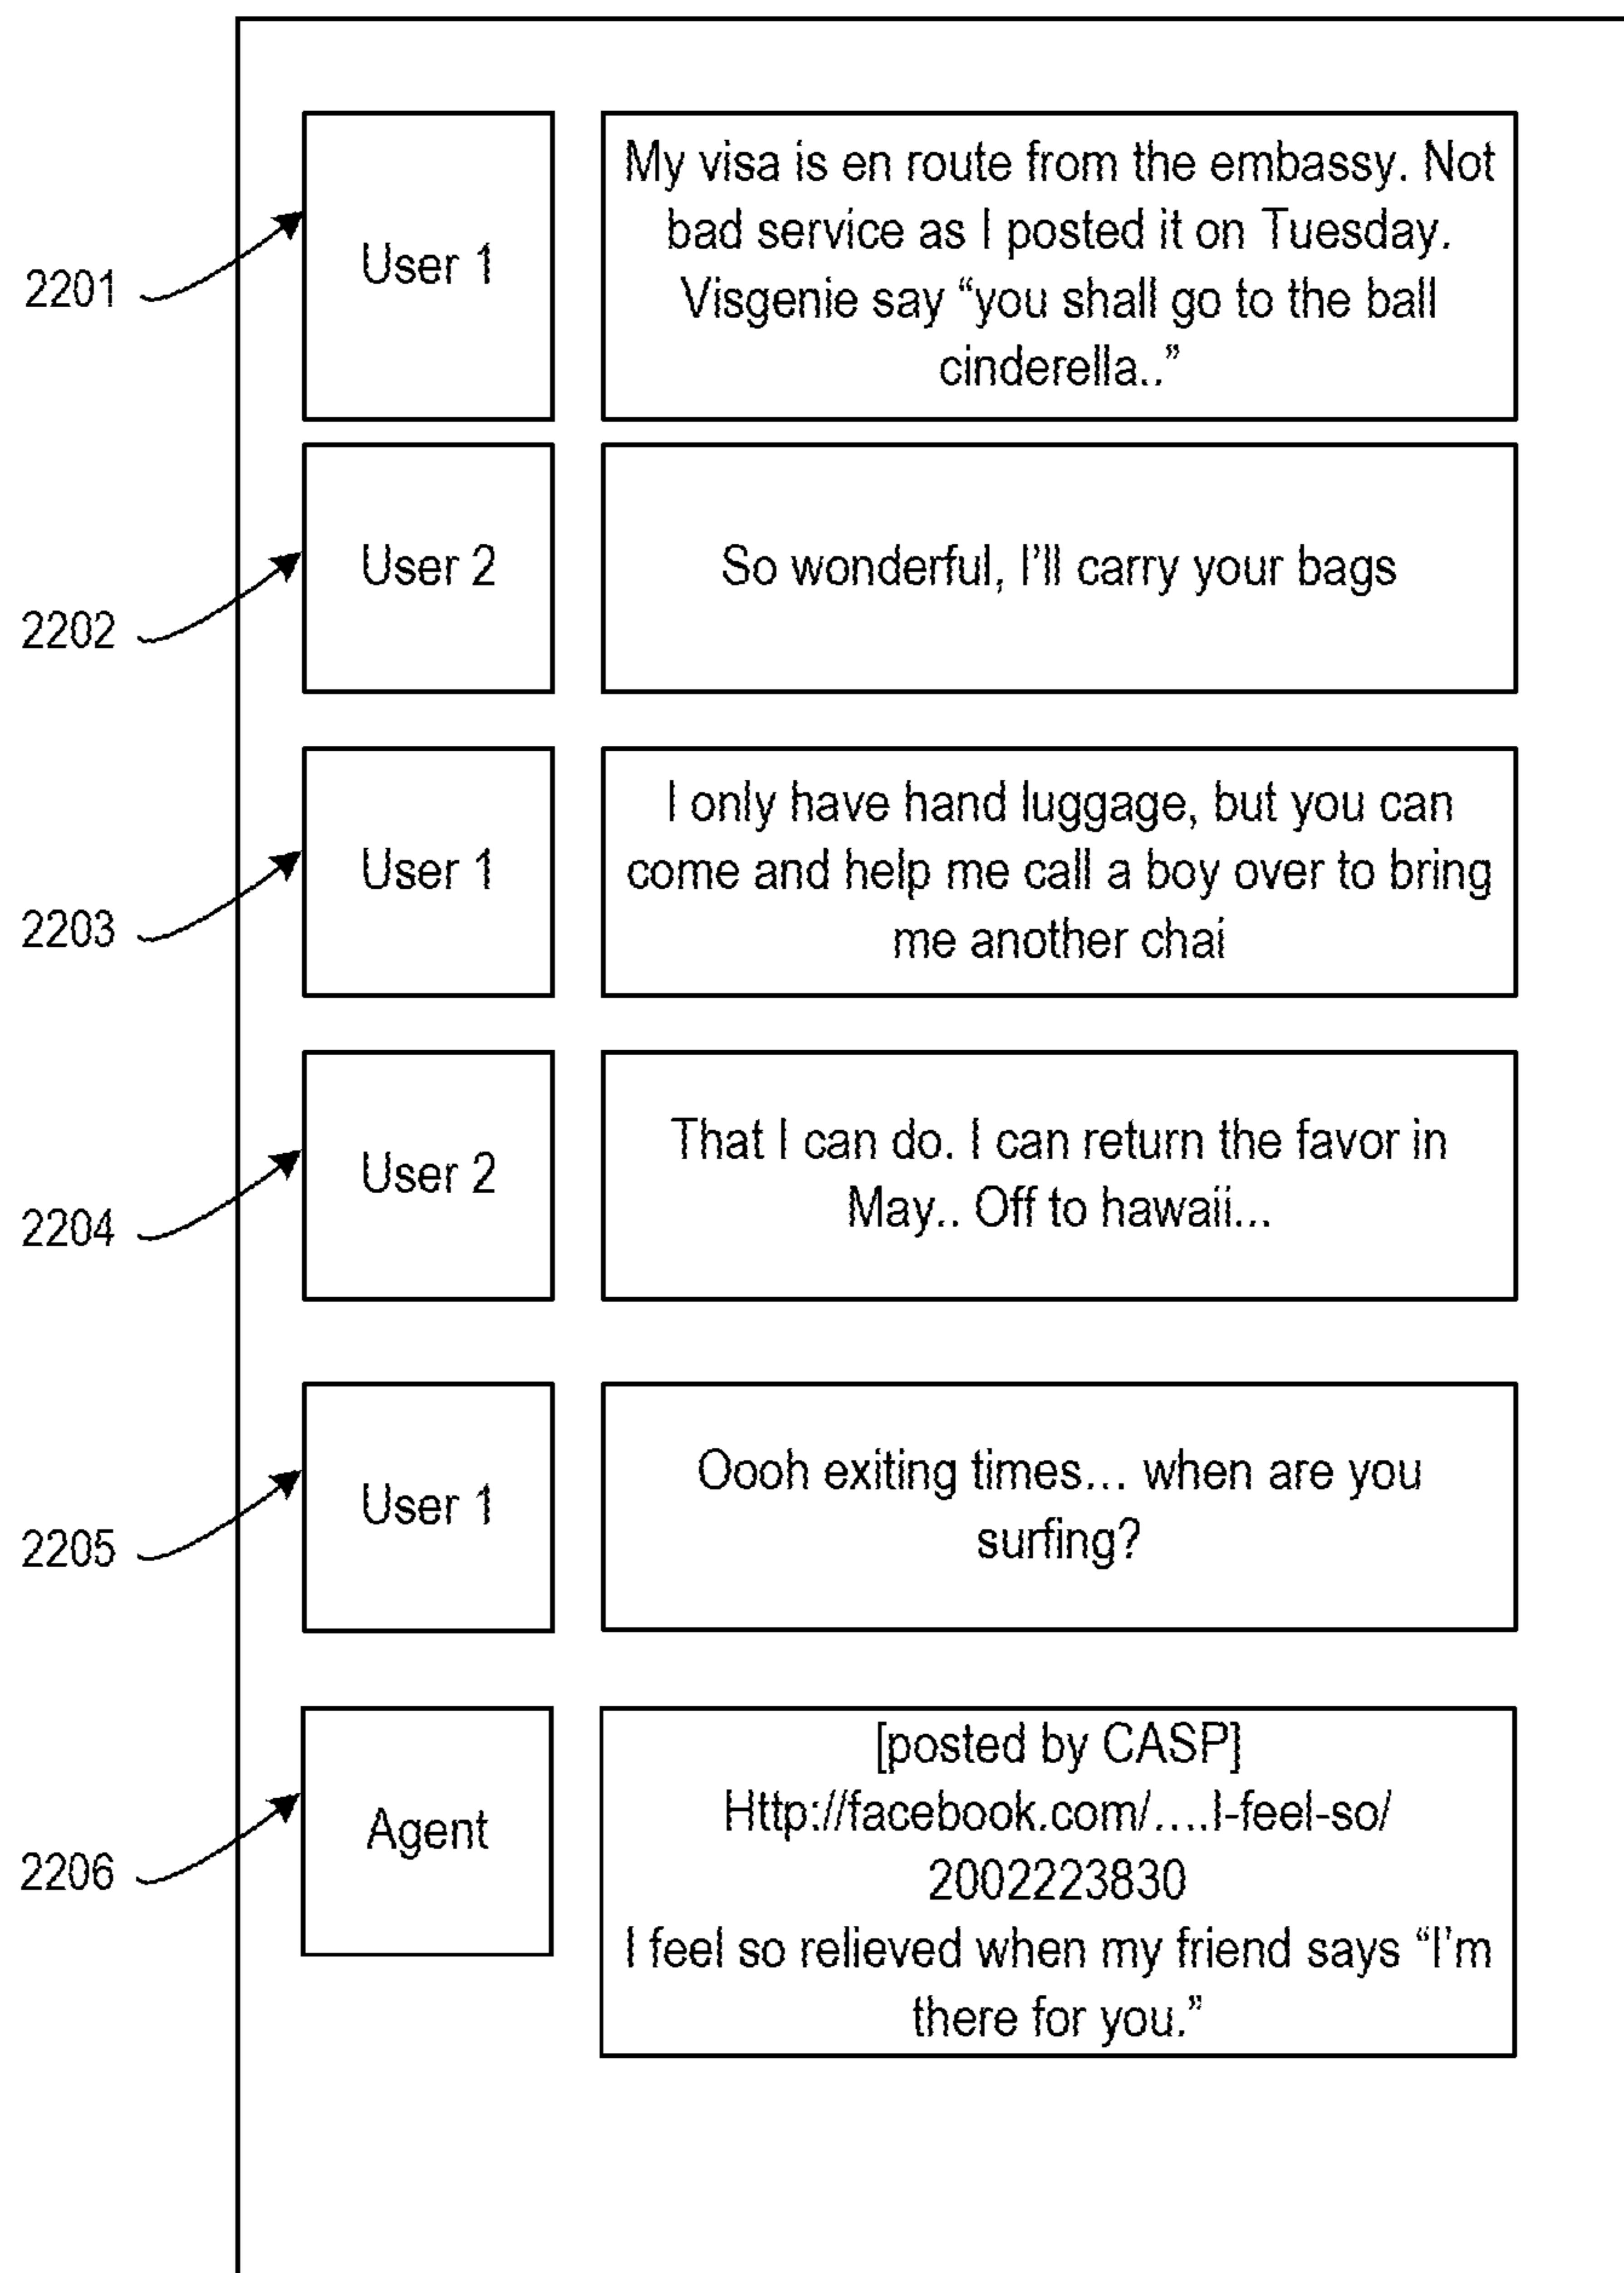 2201
User 1
My visa is en route from the embassy. Not
bad service as I posted it on Tuesday.
Visgenie say “you shall go to the ball
cinderella..”
2202
User 2
So wonderful, I’ll carry your bags
2203
User 1
I only have hand luggage, but you can
come and help me call a boy over to bring
me another chai
2204
User 2
That I can do. I can return the favor in
May.. Off to hawaii...
2205
User 1
Oooh exiting times... when are you
surfing?
2206
Agent
[posted by CASP]
Http://facebook.com/....I-feel-so/
2002223830
I feel so relieved when my friend says “I’m
there for you.”